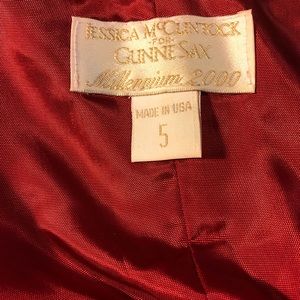 JESSICA McCLINTOCK
FOR
GUNNE SAX
Millennium 2000
MADE IN USA
5